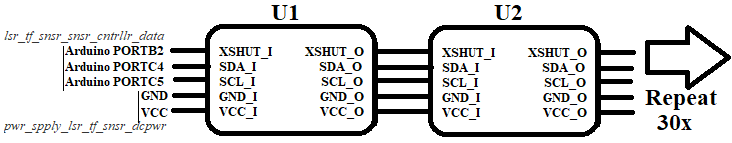 U1 U2
lsr_tf_snsr_snsr_cntrllr_data
Arduino PORTB2 XSHUT_I XSHUT_O XSHUT_I XSHUT_O
Arduino PORTC4 SDA_I SDA_O SDA_I SDA_O
Arduino PORTC5 SCL_I SCL_O SCL_I SCL_O
GND GND_I GND_O GND_I GND_O
VCC VCC_I VCC_O VCC_I VCC_O
pwr_spply_lsr_tf_snsr_dcpwr
Repeat
30x